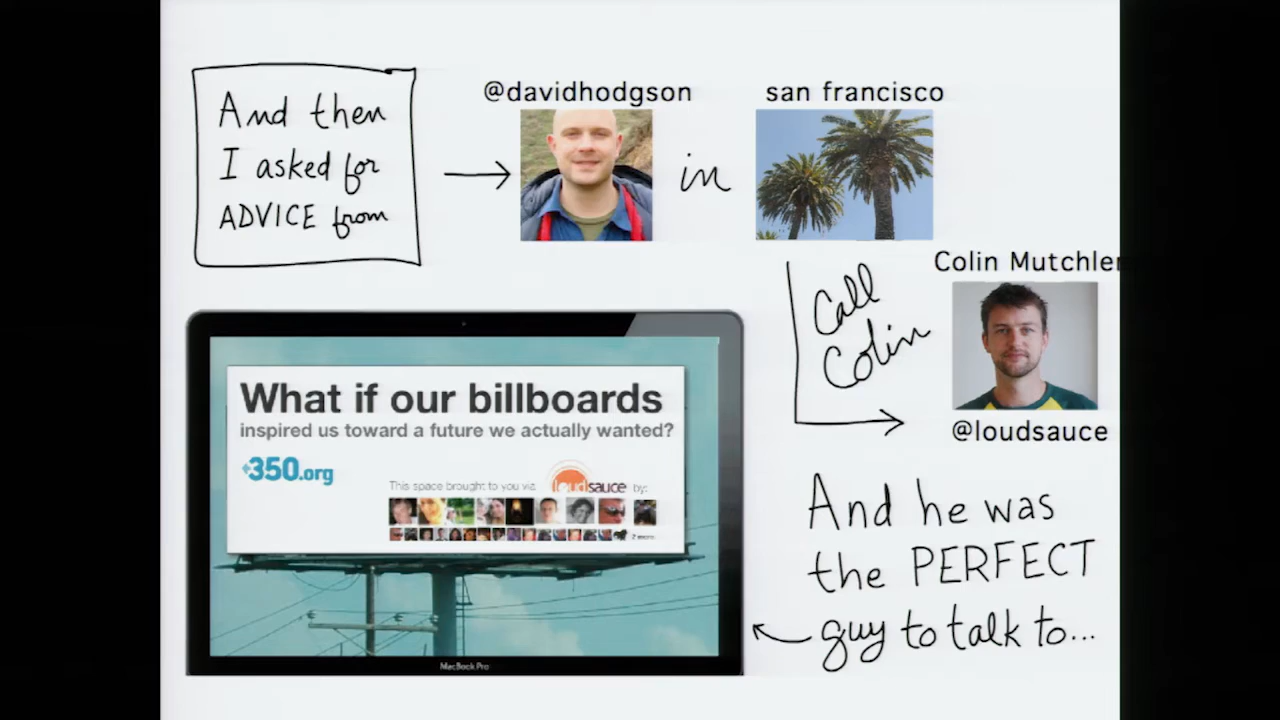 And then
I asked for
ADVICE from
@davidhodgson
in
san francisco
Call
Colin
Colin Mutchler
@loudsauce
What if our billboards
inspired us toward a future we actually wanted?
350.org
This space brought to you via loudsauce by:
2 more
MacBook Pro
And he was
the PERFECT
guy to talk to...